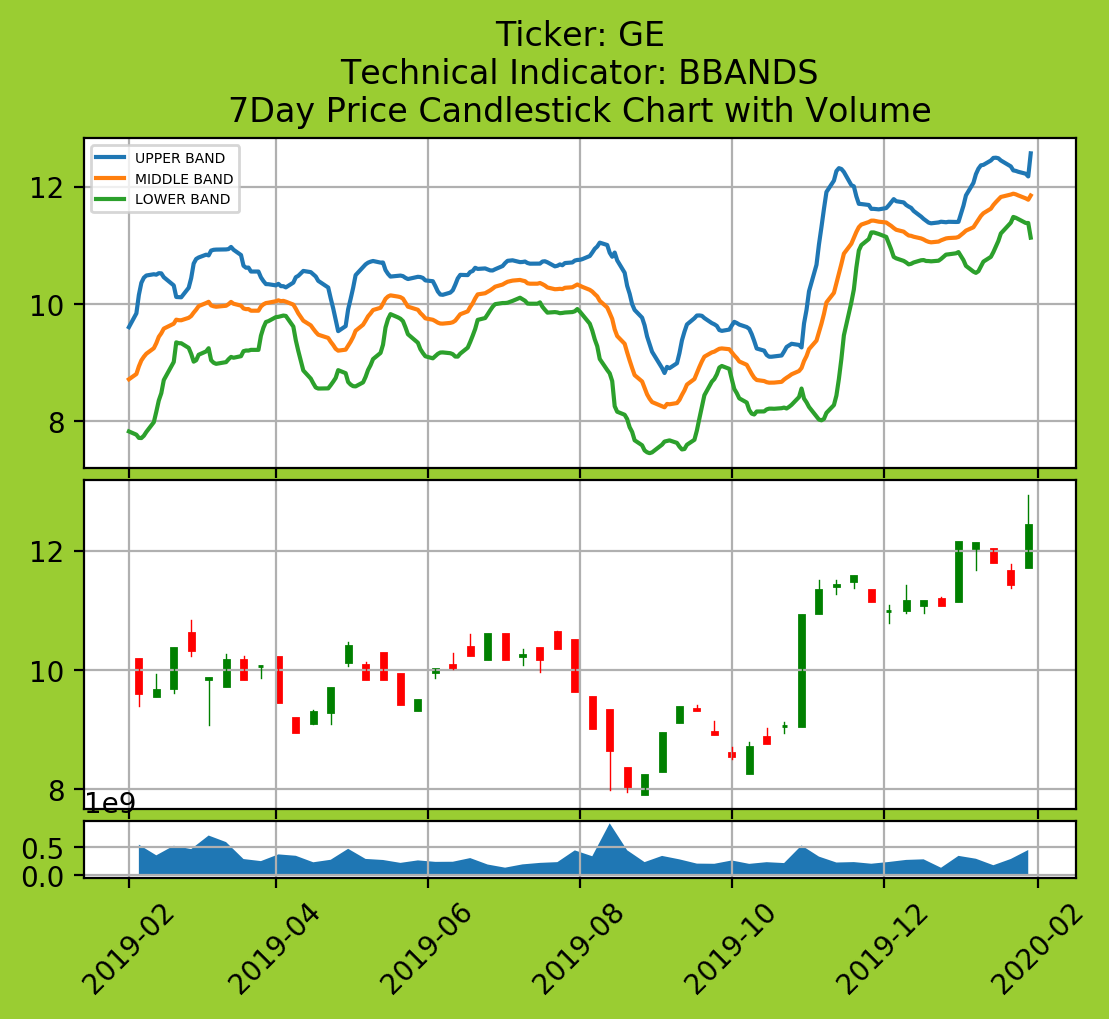 Ticker: GE
Technical Indicator: BBANDS
7Day Price Candlestick Chart with Volume
UPPER BAND
MIDDLE BAND
LOWER BAND
12
10
8
12
10
8
1e9
0.5
0.0
2019-02
2019-04
2019-06
2019-08
2019-10
2019-12
2020-02